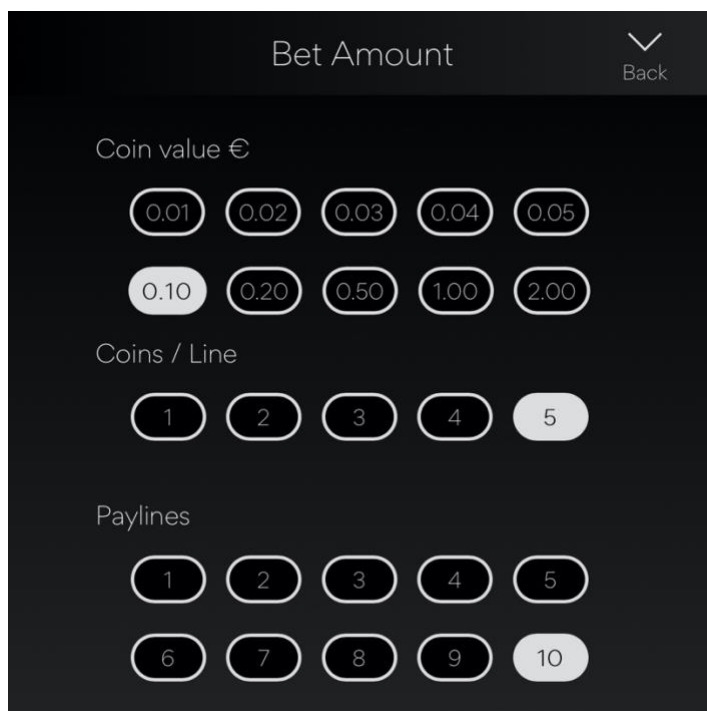 Bet Amount
Back
Coin value €
0.01 0.02 0.03 0.04 0.05
0.10 0.20 0.50 1.00 2.00
Coins / Line
1 2 3 4 5
Paylines
1 2 3 4 5
6 7 8 9 10